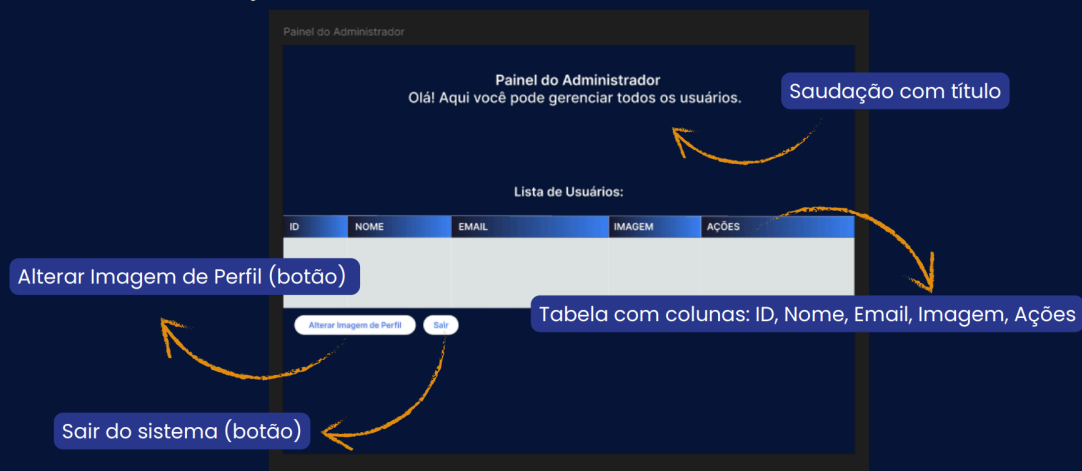 Painel do Administrador
Painel do Administrador
Olá! Aqui você pode gerenciar todos os usuários.
Saudação com título
Lista de Usuários:
ID NOME EMAIL IMAGEM AÇÕES
Alterar Imagem de Perfil (botão)
Tabela com colunas: ID, Nome, Email, Imagem, Ações
Alterar Imagem de Perfil Sair
Sair do sistema (botão)